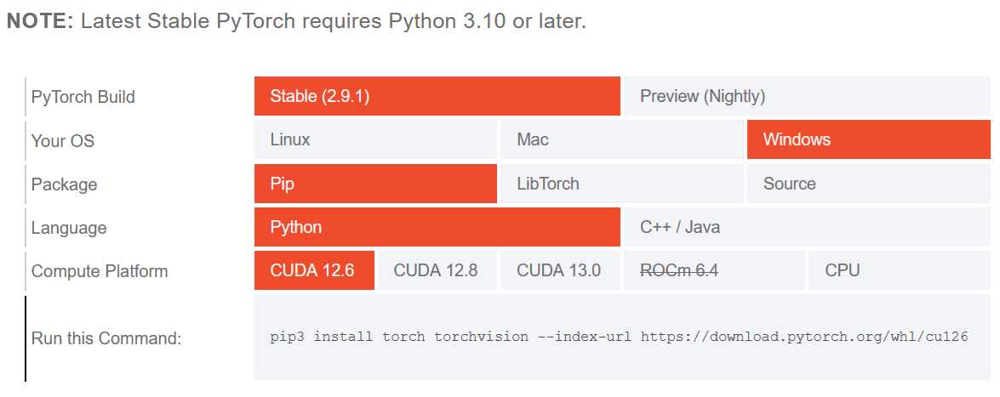 NOTE: Latest Stable PyTorch requires Python 3.10 or later.
PyTorch Build Stable (2.9.1) Preview (Nightly)
Your OS Linux Mac Windows
Package Pip LibTorch Source
Language Python C++ / Java
Compute Platform CUDA 12.6 CUDA 12.8 CUDA 13.0 ROCm 6.4 CPU
Run this Command: pip3 install torch torchvision --index-url https://download.pytorch.org/whl/cu126